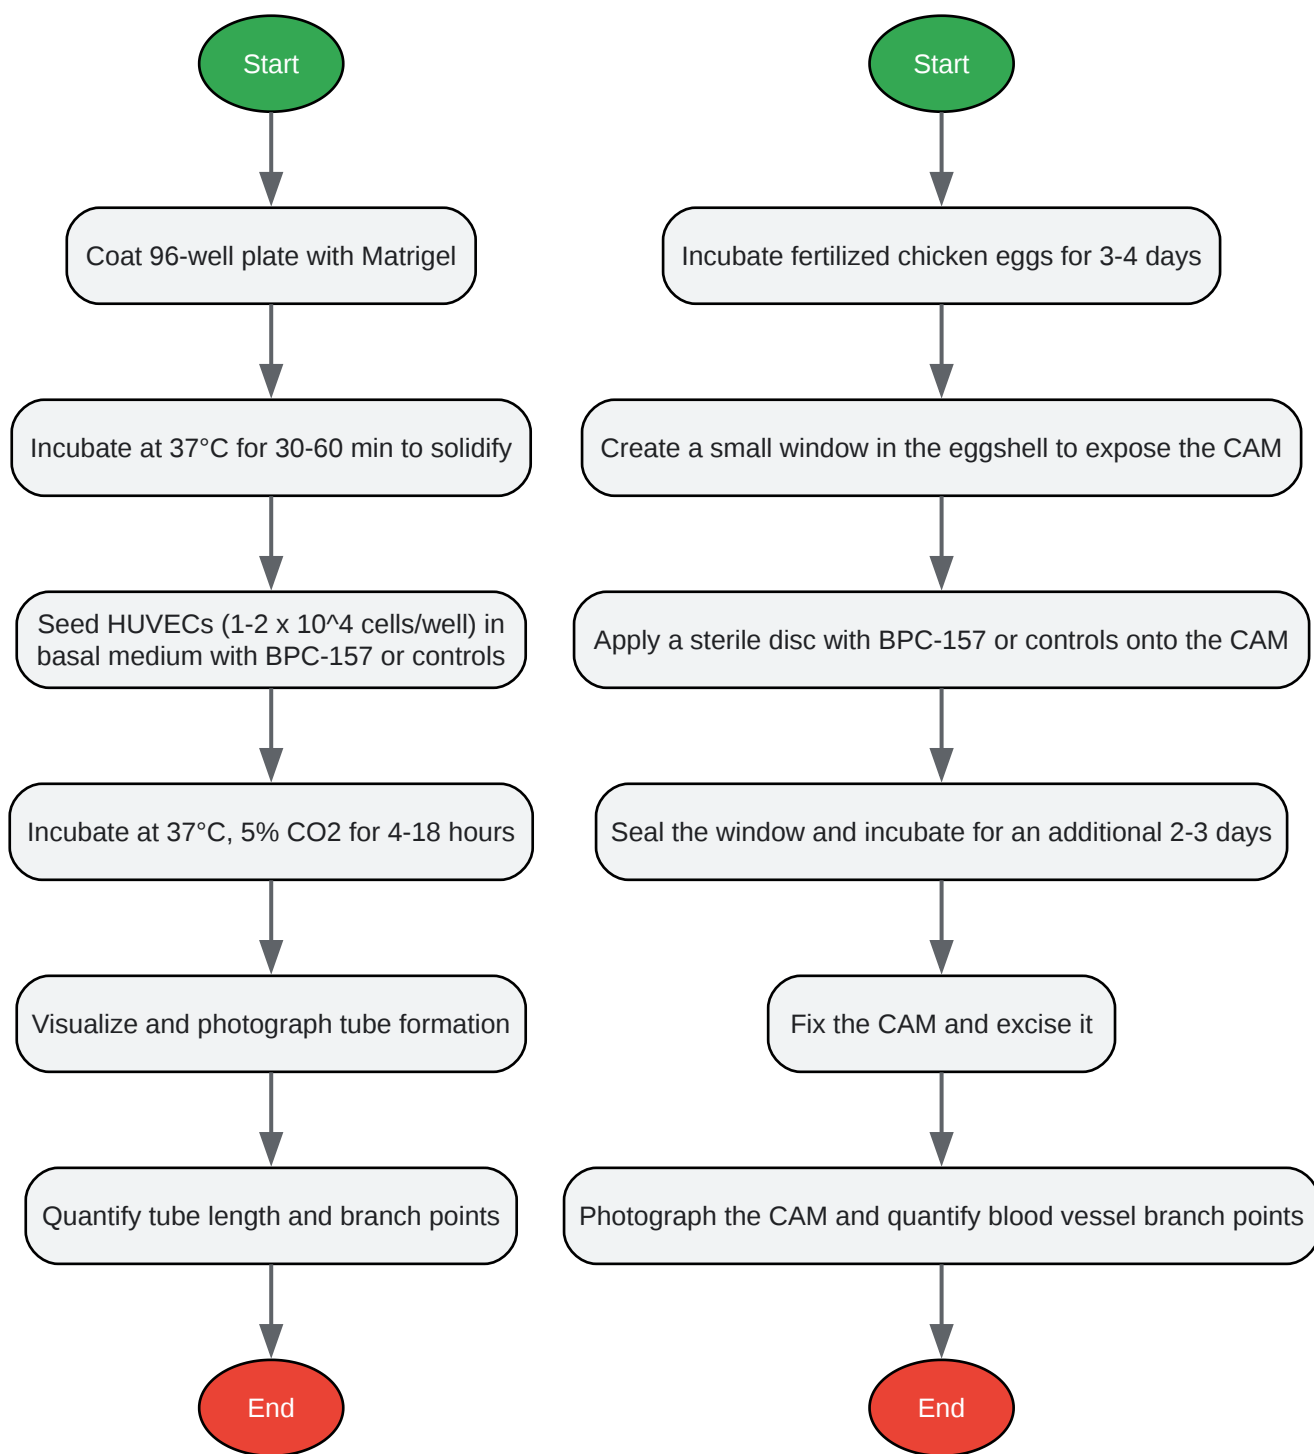 Start
Coat 96-well plate with Matrigel
Incubate at 37°C for 30-60 min to solidify
Seed HUVECs (1-2 x 10^4 cells/well) in
basal medium with BPC-157 or controls
Incubate at 37°C, 5% CO2 for 4-18 hours
Visualize and photograph tube formation
Quantify tube length and branch points
End
Start
Incubate fertilized chicken eggs for 3-4 days
Create a small window in the eggshell to expose the CAM
Apply a sterile disc with BPC-157 or controls onto the CAM
Seal the window and incubate for an additional 2-3 days
Fix the CAM and excise it
Photograph the CAM and quantify blood vessel branch points
End